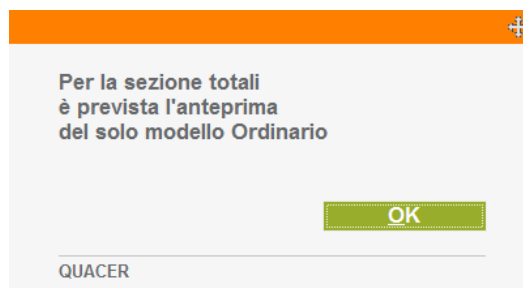 Per la sezione totali
è prevista l'anteprima
del solo modello Ordinario
OK
QUACER